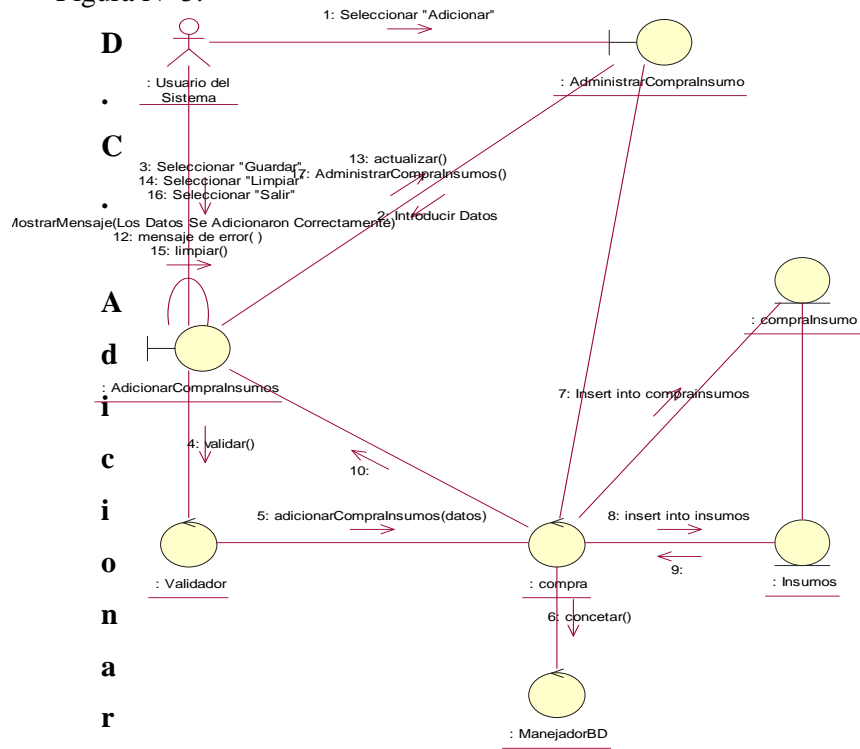 1: Seleccionar "Adicionar"
D
.
C
.
A
d
i
c
i
o
n
a
r
: Usuario del
Sistema
: AdministrarCompraInsumo
3: Seleccionar "Guardar"
14: Seleccionar "Limpiar"
16: Seleccionar "Salir"
13: actualizar()
17: AdministrarCompraInsumos()
2: Introducir Datos
MostrarMensaje(Los Datos Se Adicionaron Correctamente)
12: mensaje de error( )
15: limpiar()
: compraInsumo
: AdicionarCompraInsumos
7: Insert into comprainsumos
4: validar()
10:
5: adicionarCompraInsumos(datos)
8: insert into insumos
9:
: Validador
: compra
: Insumos
6: concetar()
: ManejadorBD